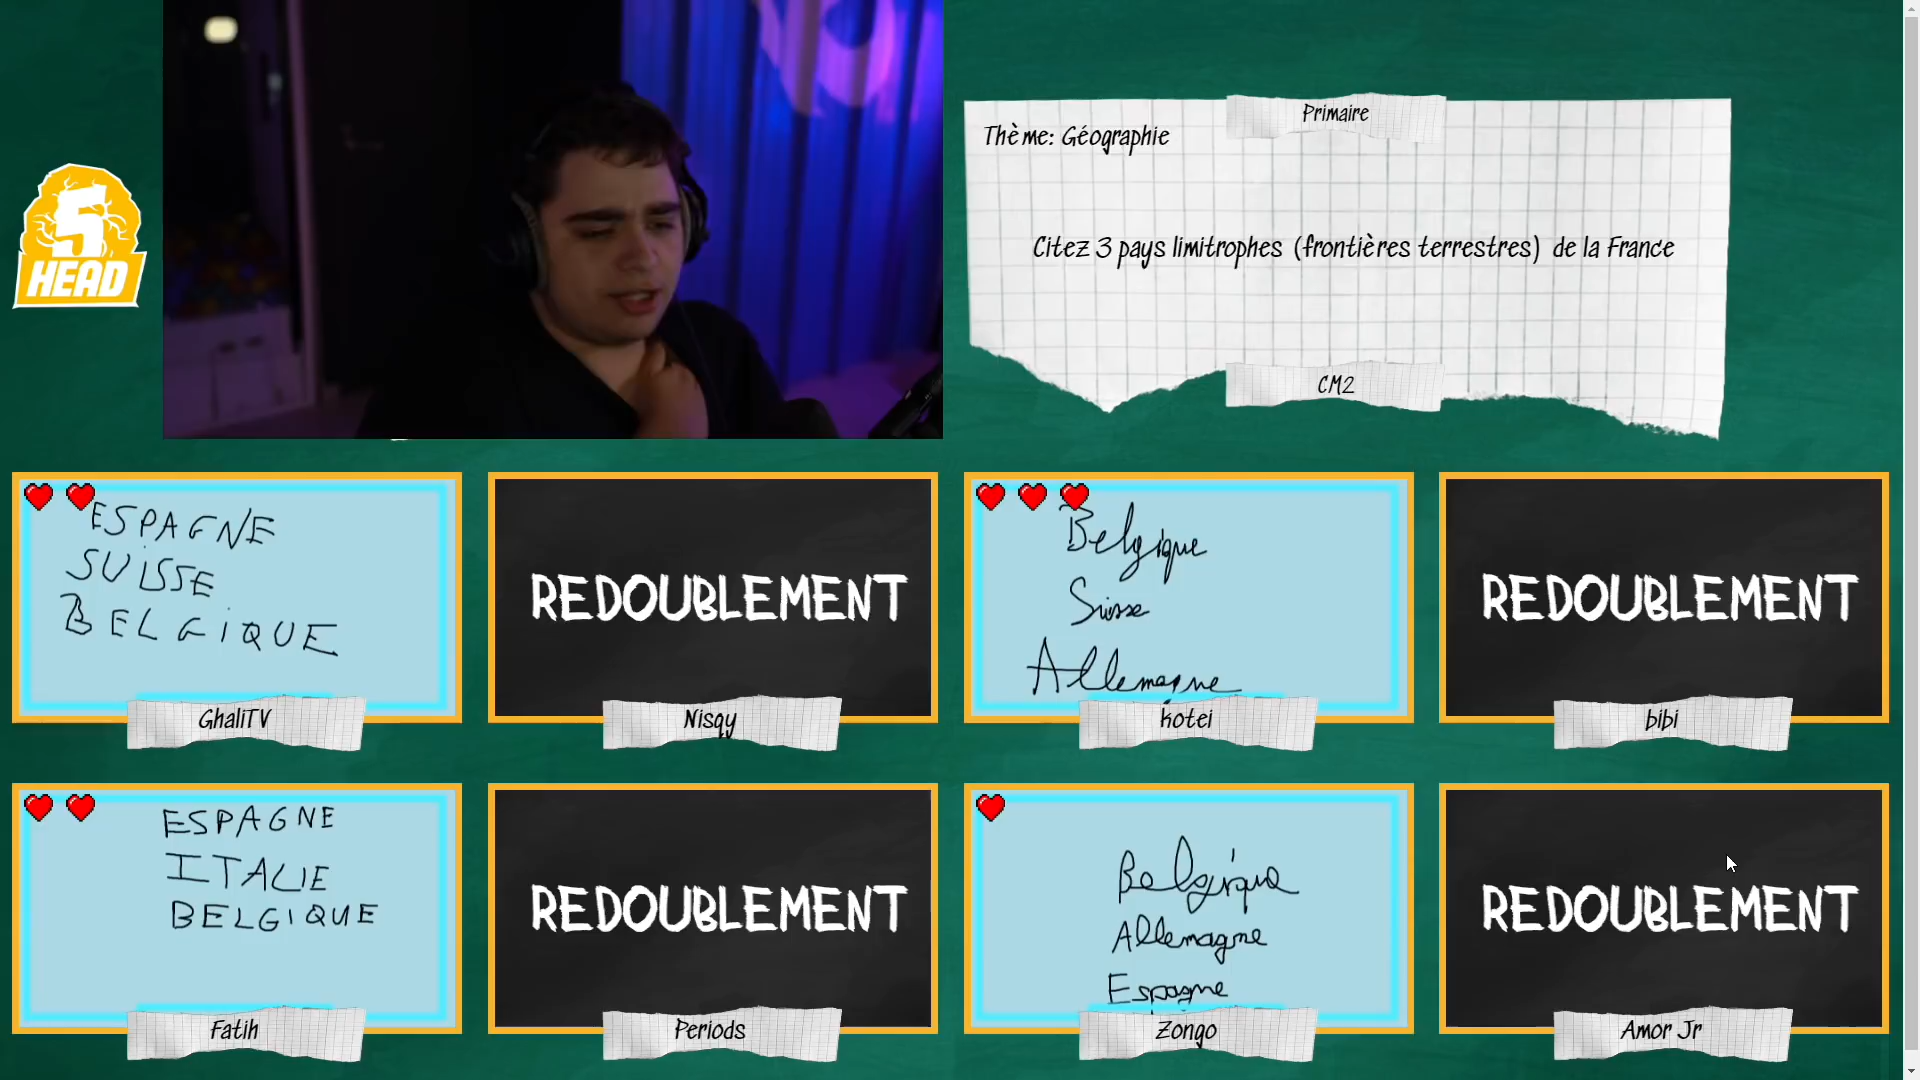 5
HEAD
Primaire
Thème: Géographie
Citez 3 pays limitrophes (frontières terrestres) de la France
CM2
ESPAGNE
SUISSE
BELGIQUE
GhaliTV
REDOUBLEMENT
Nisqy
Belgique
Suisse
Allemagne
kotei
REDOUBLEMENT
bibi
ESPAGNE
ITALIE
BELGIQUE
Fatih
REDOUBLEMENT
Periods
Belgique
Allemagne
Espagne
Zongo
REDOUBLEMENT
Amor Jr